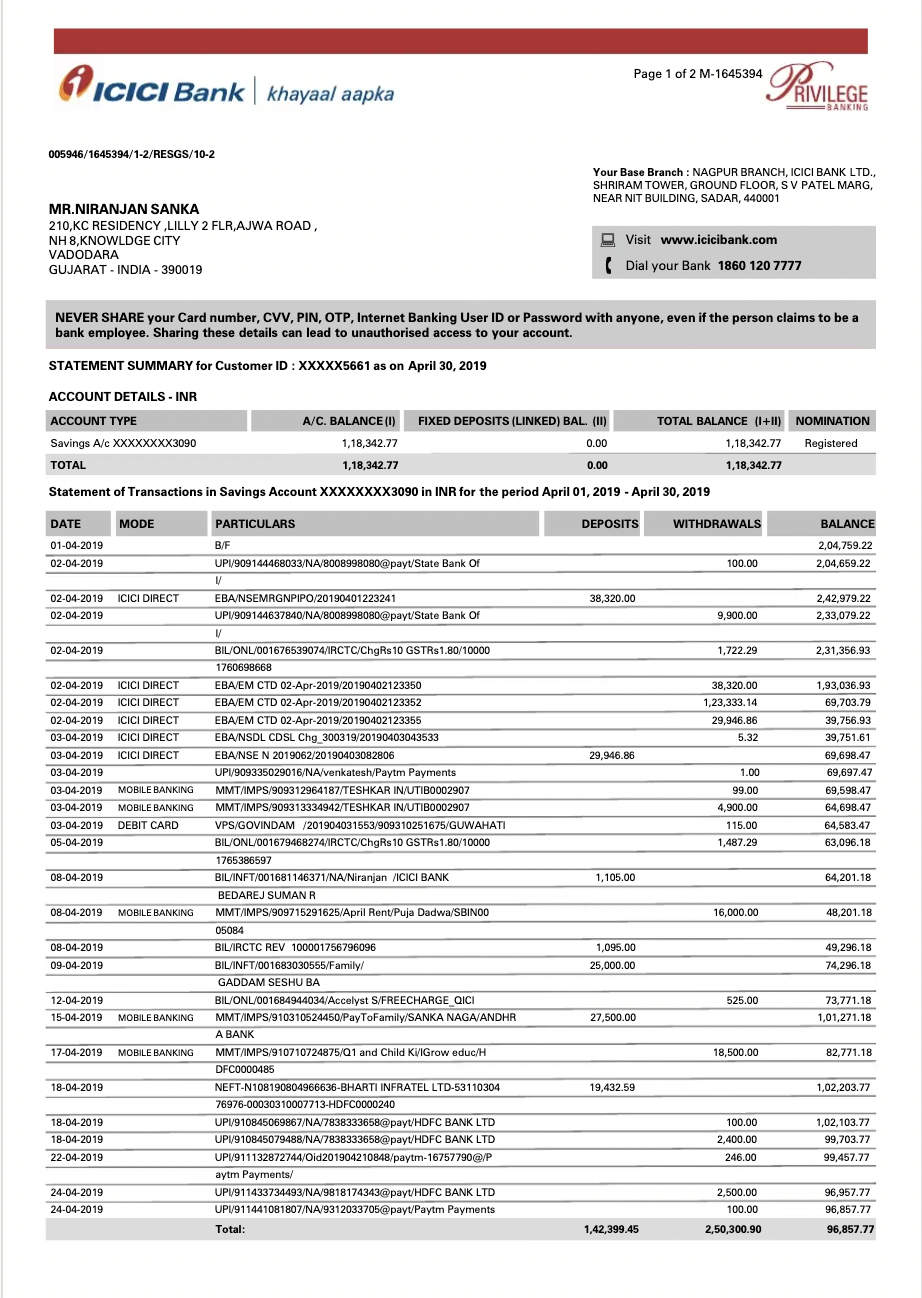 ICICI Bank khayaal aapka
Page 1 of 2 M-1645394
PRIVILEGE
BANKING
005946/1645394/1-2/RESGS/10-2
Your Base Branch : NAGPUR BRANCH, ICICI BANK LTD.,
SHRIRAM TOWER, GROUND FLOOR, S V PATEL MARG,
NEAR NIT BUILDING, SADAR, 440001
MR.NIRANJAN SANKA
210,KC RESIDENCY ,LILLY 2 FLR,AJWA ROAD ,
NH 8,KNOWLDGE CITY
VADODARA
GUJARAT - INDIA - 390019
Visit www.icicibank.com
Dial your Bank 1860 120 7777
NEVER SHARE your Card number, CVV, PIN, OTP, Internet Banking User ID or Password with anyone, even if the person claims to be a
bank employee. Sharing these details can lead to unauthorised access to your account.
STATEMENT SUMMARY for Customer ID : XXXXX5661 as on April 30, 2019
ACCOUNT DETAILS - INR
ACCOUNT TYPE A/C. BALANCE(I) FIXED DEPOSITS (LINKED) BAL. (II) TOTAL BALANCE (I+II) NOMINATION
Savings A/c XXXXXXXX3090 1,18,342.77 0.00 1,18,342.77 Registered
TOTAL 1,18,342.77 0.00 1,18,342.77
Statement of Transactions in Savings Account XXXXXXXX3090 in INR for the period April 01, 2019 - April 30, 2019
DATE MODE PARTICULARS DEPOSITS WITHDRAWALS BALANCE
01-04-2019 B/F 2,04,759.22
02-04-2019 UPI/909144468033/NA/8008998080@payt/State Bank Of 100.00 2,04,659.22
I/
02-04-2019 ICICI DIRECT EBA/NSEMRGNPIPO/20190401223241 38,320.00 2,42,979.22
02-04-2019 UPI/909144637840/NA/8008998080@payt/State Bank Of 9,900.00 2,33,079.22
I/
02-04-2019 BIL/ONL/001676539074/IRCTC/ChgRs10 GSTRs1.80/10000 1,722.29 2,31,356.93
1760698668
02-04-2019 ICICI DIRECT EBA/EM CTD 02-Apr-2019/20190402123350 38,320.00 1,93,036.93
02-04-2019 ICICI DIRECT EBA/EM CTD 02-Apr-2019/20190402123352 1,23,333.14 69,703.79
02-04-2019 ICICI DIRECT EBA/EM CTD 02-Apr-2019/20190402123355 29,946.86 39,756.93
03-04-2019 ICICI DIRECT EBA/NSDL CDSL Chg_300319/20190403043533 5.32 39,751.61
03-04-2019 ICICI DIRECT EBA/NSE N 2019062/20190403082806 29,946.86 69,698.47
03-04-2019 UPI/909335029016/NA/venkatesh/Paytm Payments 1.00 69,697.47
03-04-2019 MOBILE BANKING MMT/IMPS/909312964187/TESHKAR IN/UTIB0002907 99.00 69,598.47
03-04-2019 MOBILE BANKING MMT/IMPS/909313334942/TESHKAR IN/UTIB0002907 4,900.00 64,698.47
03-04-2019 DEBIT CARD VPS/GOVINDAM /201904031553/909310251675/GUWAHATI 115.00 64,583.47
05-04-2019 BIL/ONL/001679468274/IRCTC/ChgRs10 GSTRs1.80/10000 1,487.29 63,096.18
1765386597
08-04-2019 BIL/INFT/001681146371/NA/Niranjan /ICICI BANK 1,105.00 64,201.18
BEDAREJ SUMAN R
08-04-2019 MOBILE BANKING MMT/IMPS/909715291625/April Rent/Puja Dadwa/SBIN00 16,000.00 48,201.18
05084
08-04-2019 BIL/IRCTC REV 100001756796096 1,095.00 49,296.18
09-04-2019 BIL/INFT/001683030555/Family/ 25,000.00 74,296.18
GADDAM SESHU BA
12-04-2019 BIL/ONL/001684944034/Accelyst S/FREECHARGE_QICI 525.00 73,771.18
15-04-2019 MOBILE BANKING MMT/IMPS/910310524450/PayToFamily/SANKA NAGA/ANDHR 27,500.00 1,01,271.18
A BANK
17-04-2019 MOBILE BANKING MMT/IMPS/910710724875/Q1 and Child Ki/IGrow educ/H 18,500.00 82,771.18
DFC0000485
18-04-2019 NEFT-N108190804966636-BHARTI INFRATEL LTD-53110304 19,432.59 1,02,203.77
76976-00030310007713-HDFC0000240
18-04-2019 UPI/910845069867/NA/7838333658@payt/HDFC BANK LTD 100.00 1,02,103.77
18-04-2019 UPI/910845079488/NA/7838333658@payt/HDFC BANK LTD 2,400.00 99,703.77
22-04-2019 UPI/911132872744/Oid201904210848/paytm-16757790@/P 246.00 99,457.77
aytm Payments/
24-04-2019 UPI/911433734493/NA/9818174343@payt/HDFC BANK LTD 2,500.00 96,957.77
24-04-2019 UPI/911441081807/NA/9312033705@payt/Paytm Payments 100.00 96,857.77
Total: 1,42,399.45 2,50,300.90 96,857.77